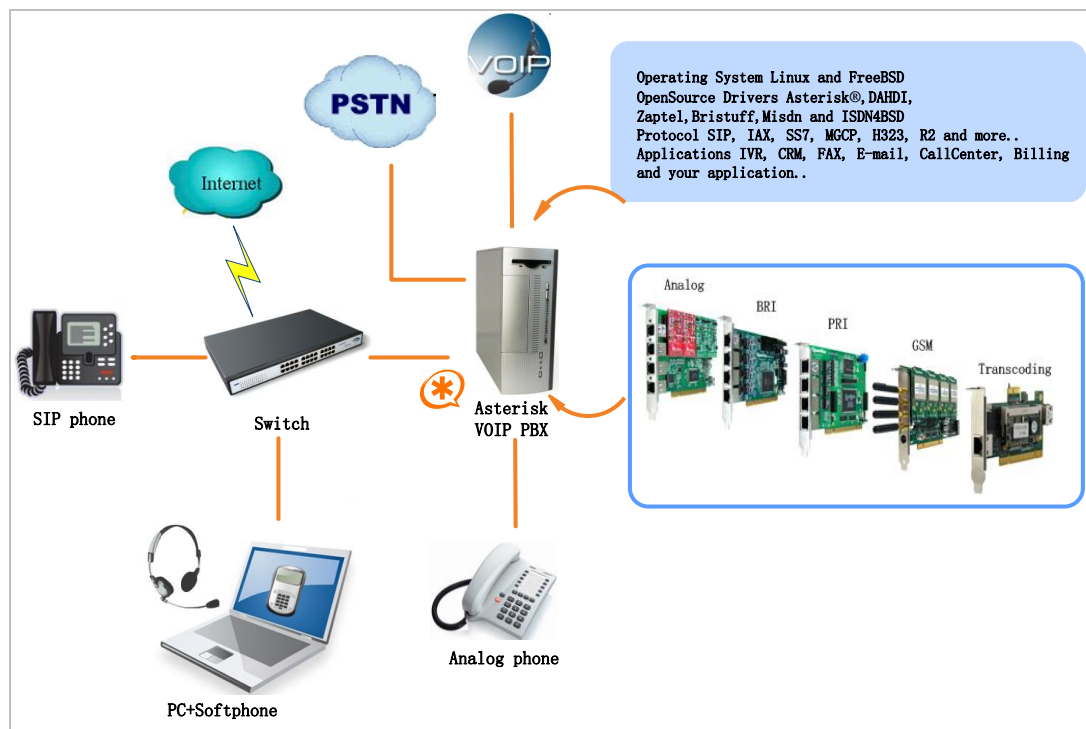 VOIP
PSTN
Internet
Operating System Linux and FreeBSD
OpenSource Drivers Asterisk®,DAHDI,
Zaptel,Bristuff,Misdn and ISDN4BSD
Protocol SIP, IAX, SS7, MGCP, H323, R2 and more..
Applications IVR, CRM, FAX, E-mail, CallCenter, Billing
and your application..
Analog
BRI
PRI
GSM
Transcoding
SIP phone
Switch
Asterisk
VOIP PBX
Analog phone
PC+Softphone